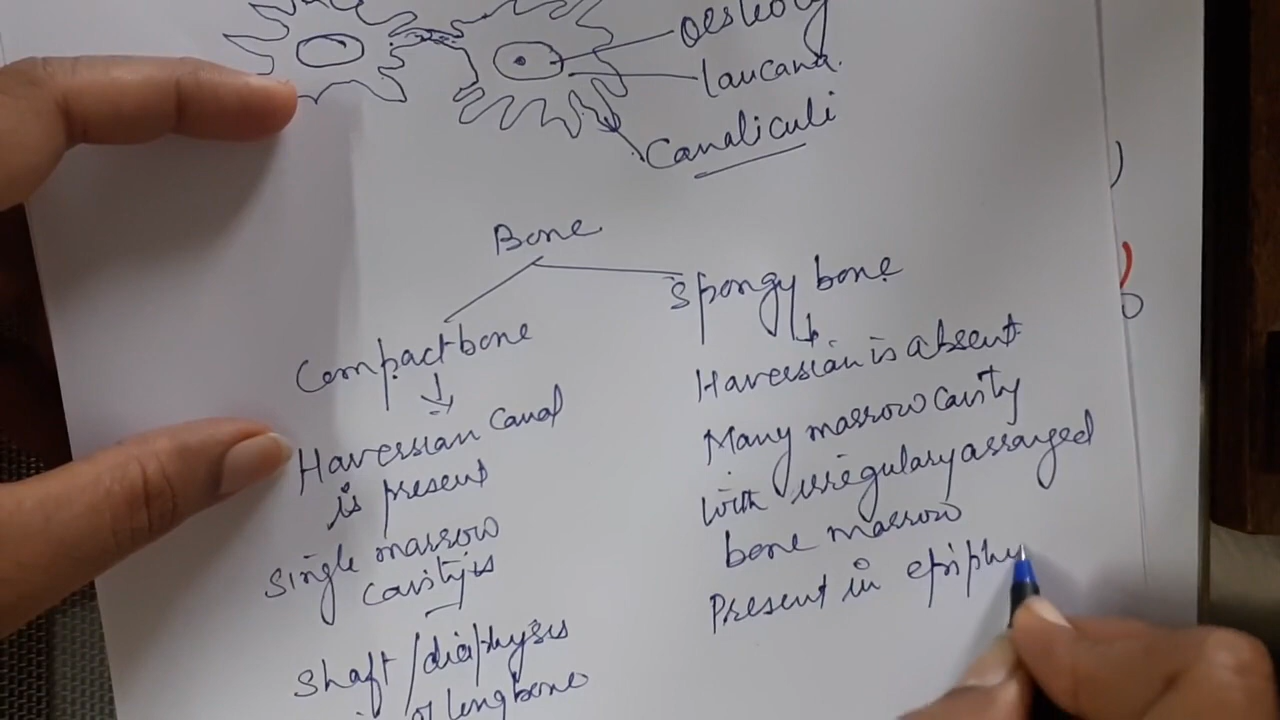 Laucana.
Canaliculi
Bone
Compact bone
Haversian canal
is present
Single marrow
cavity is
Shaft / diaphysis
of long bone
Spongy bone
Haversian is absent
Many marrow cavity
with irregulary arranged
bone marrow
Present in epiphy